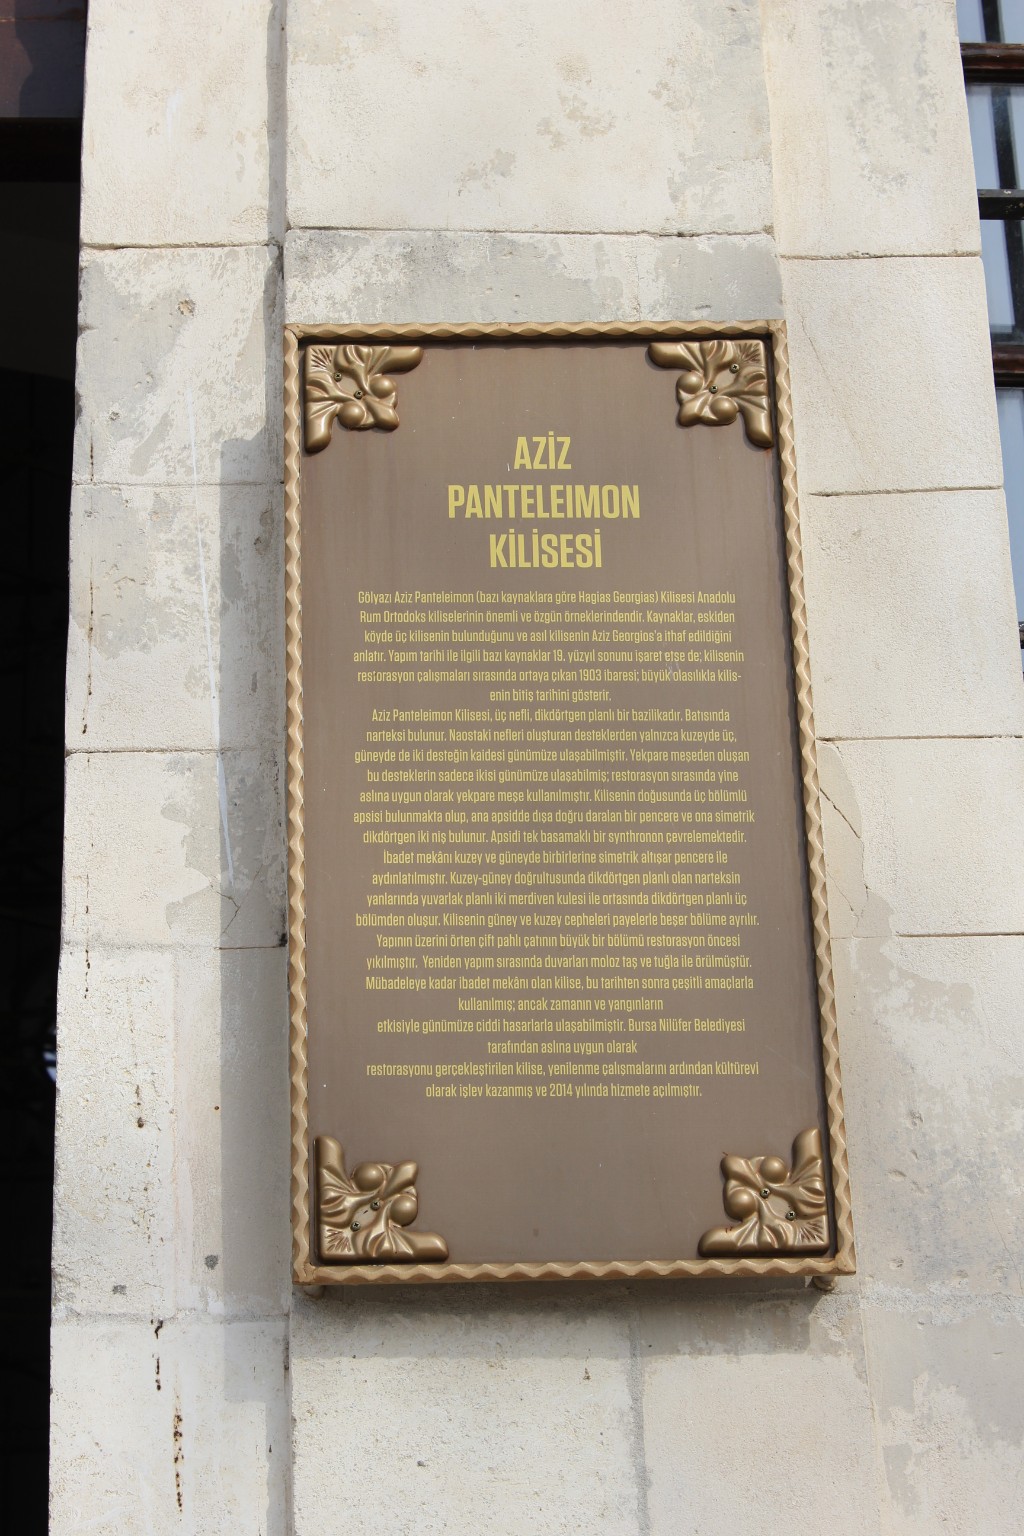 AZİZ
PANTELEIMON
KİLİSESİ
Gölyazı Aziz Panteleimon (bazı kaynaklara göre Hagias Georgias) Kilisesi Anadolu
Rum Ortodoks kiliselerinin önemli ve özgün örneklerindendir. Kaynaklar, eskiden
köyde üç kilisenin bulunduğunu ve asıl kilisenin Aziz Georgios'a ithaf edildiğini
anlatır. Yapım tarihi ile ilgili bazı kaynaklar 19. yüzyıl sonunu işaret etse de; kilisenin
restorasyon çalışmaları sırasında ortaya çıkan 1903 ibaresi; büyük olasılıkla kilis-
enin bitiş tarihini gösterir.
Aziz Panteleimon Kilisesi, üç nefli, dikdörtgen planlı bir bazilikadır. Batısında
narteksi bulunur. Naostaki nefleri oluşturan desteklerden yalnızca kuzeyde üç,
güneyde de iki desteğin kaidesi günümüze ulaşabilmiştir. Yekpare meşeden oluşan
bu desteklerin sadece ikisi günümüze ulaşabilmiş; restorasyon sırasında yine
aslına uygun olarak yekpare meşe kullanılmıştır. Kilisenin doğusunda üç bölümlü
apsisi bulunmakta olup, ana apsidde dışa doğru daralan bir pencere ve ona simetrik
dikdörtgen iki niş bulunur. Apsidi tek basamaklı bir synthronon çevrelemektedir.
İbadet mekânı kuzey ve güneyde birbirlerine simetrik altışar pencere ile
aydınlatılmıştır. Kuzey-güney doğrultusunda dikdörtgen planlı olan narteksin
yanlarında yuvarlak planlı iki merdiven kulesi ile ortasında dikdörtgen planlı üç
bölümden oluşur. Kilisenin güney ve kuzey cepheleri payelerle beşer bölüme ayrılır.
Yapının üzerini örten çift pahlı çatının büyük bir bölümü restorasyon öncesi
yıkılmıştır. Yeniden yapım sırasında duvarları moloz taş ve tuğla ile örülmüştür.
Mübadeleye kadar ibadet mekânı olan kilise, bu tarihten sonra çeşitli amaçlarla
kullanılmış; ancak zamanın ve yangınların
etkisiyle günümüze ciddi hasarlarla ulaşabilmiştir. Bursa Nilüfer Belediyesi
tarafından aslına uygun olarak
restorasyonu gerçekleştirilen kilise, yenilenme çalışmalarını ardından kültürevi
olarak işlev kazanmış ve 2014 yılında hizmete açılmıştır.